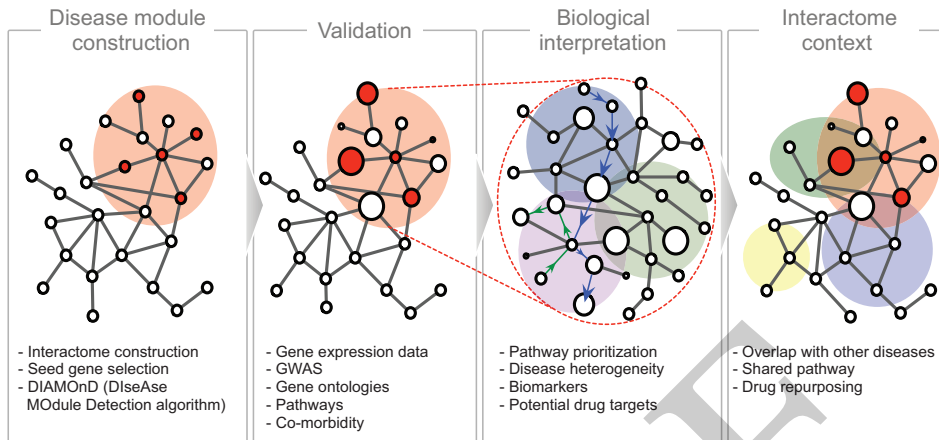 Disease module
construction
- Interactome construction
- Seed gene selection
- DIAMOnD (DIseAse
MOdule Detection algorithm)
Validation
- Gene expression data
- GWAS
- Gene ontologies
- Pathways
- Co-morbidity
Biological
interpretation
- Pathway prioritization
- Disease heterogeneity
- Biomarkers
- Potential drug targets
Interactome
context
- Overlap with other diseases
- Shared pathway
- Drug repurposing